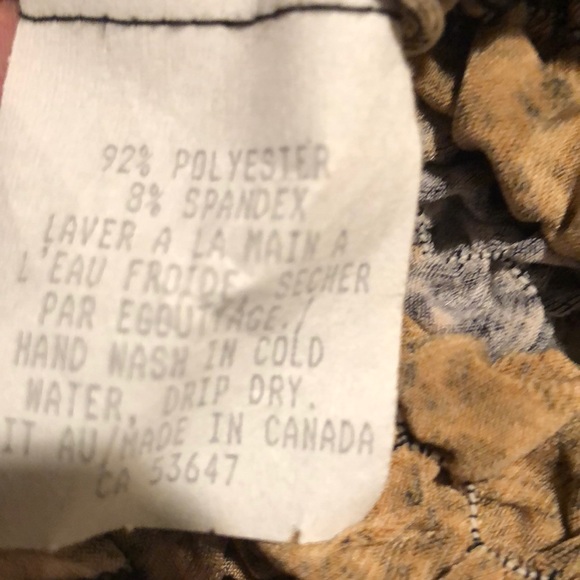 92% POLYESTER
8% SPANDEX
LAVER A LA MAIN A
L'EAU FROIDE, SECHER
PAR EGOUTTAGE./
HAND WASH IN COLD
WATER, DRIP DRY.
IT AU/MADE IN CANADA
CA 53647